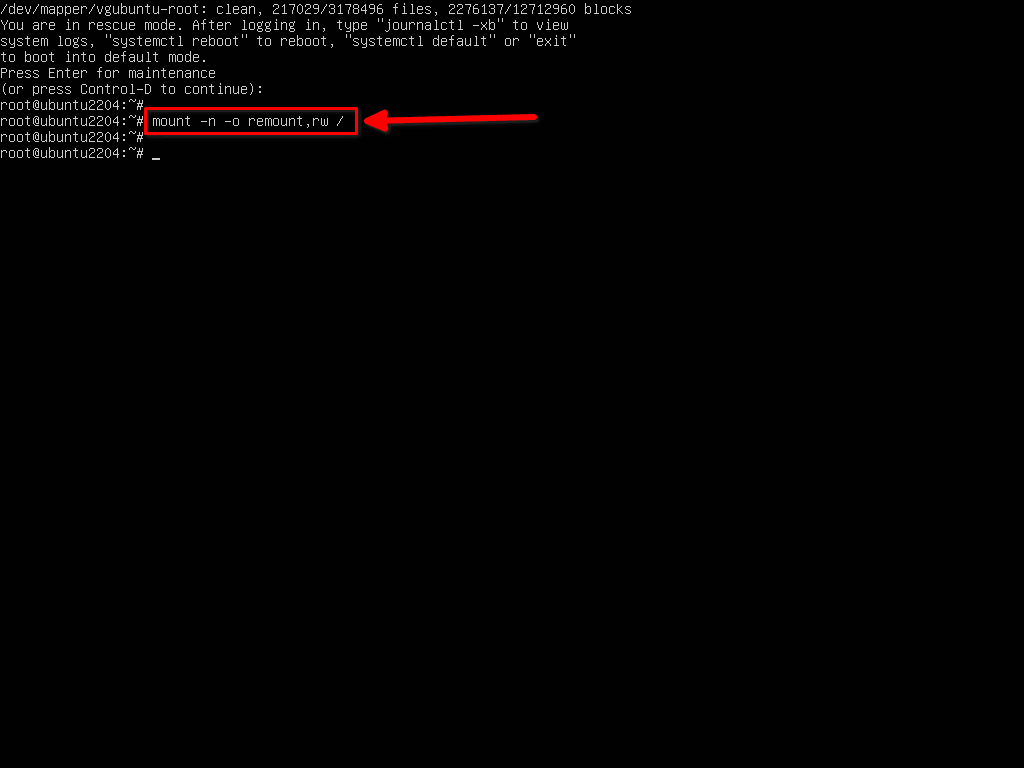 /dev/mapper/vgubuntu-root: clean, 217029/3178496 files, 2276137/12712960 blocks
You are in rescue mode. After logging in, type "journalctl -xb" to view
system logs, "systemctl reboot" to reboot, "systemctl default" or "exit"
to boot into default mode.
Press Enter for maintenance
(or press Control-D to continue):
root@ubuntu2204:~#
root@ubuntu2204:~# mount -n -o remount,rw /
root@ubuntu2204:~#
root@ubuntu2204:~# _